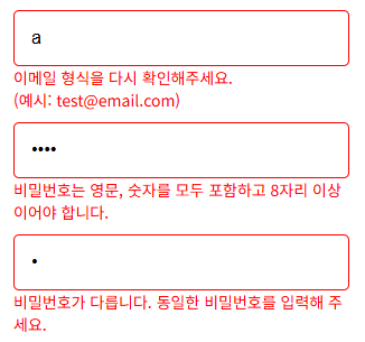 a
이메일 형식을 다시 확인해주세요.
(예시: test@email.com)
••••
비밀번호는 영문, 숫자를 모두 포함하고 8자리 이상
이어야 합니다.
•
비밀번호가 다릅니다. 동일한 비밀번호를 입력해 주
세요.